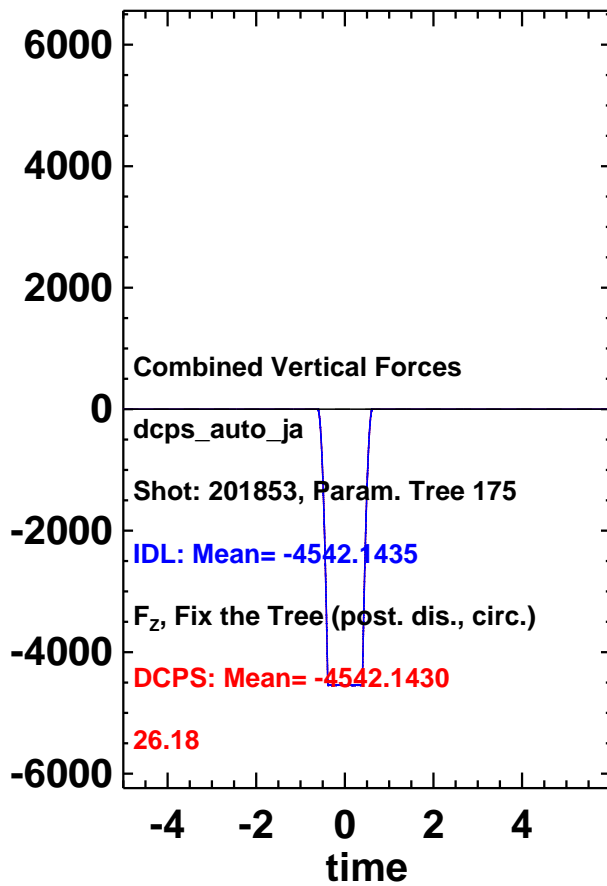 6000
4000
2000
Combined Vertical Forces
0
dcps_auto_ja
Shot: 201853, Param. Tree 175
-2000
IDL: Mean= -4542.1435
F_Z, Fix the Tree (post. dis., circ.)
-4000
DCPS: Mean= -4542.1430
26.18
-6000
-4 -2 0 2 4
time